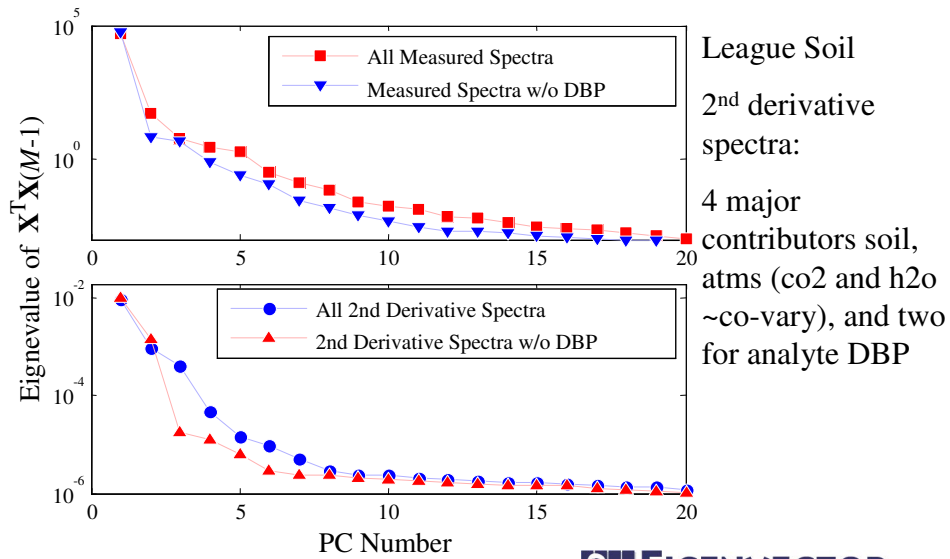 10^5
10^0
0
5
10
15
20
All Measured Spectra
Measured Spectra w/o DBP
10^-2
10^-4
10^-6
0
5
10
15
20
All 2nd Derivative Spectra
2nd Derivative Spectra w/o DBP
Eignevalue of X^TX(M-1)
PC Number
League Soil
2nd derivative
spectra:
4 major
contributors soil,
atms (co2 and h2o
~co-vary), and two
for analyte DBP